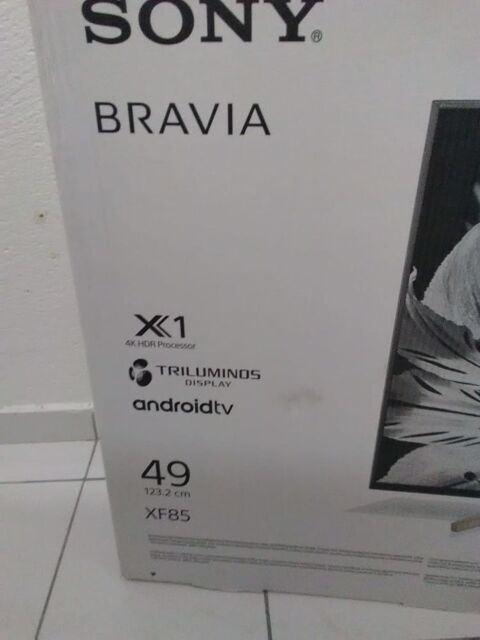 SONY®
BRAVIA
X1
4K HDR Processor
TRILUMINOS
DISPLAY
androidtv
49
123.2 cm
XF85